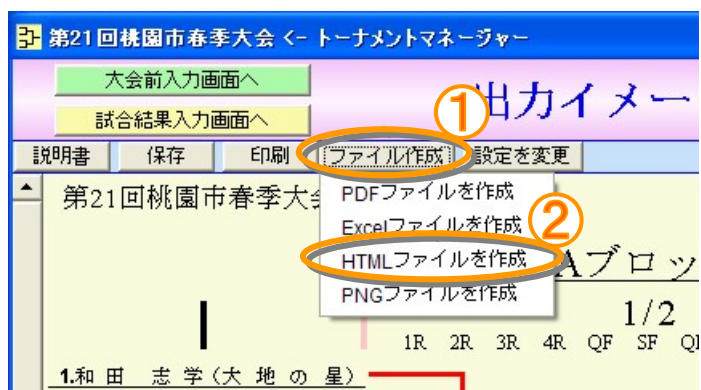 第21回桃園市春季大会 <- トーナメントマネージャー
大会前入力画面へ
試合結果入力画面へ
出力イメー
①
説明書 保存 印刷 ファイル作成 設定を変更
第21回桃園市春季大会
PDFファイルを作成
Excelファイルを作成
②
HTMLファイルを作成
Aブロッ
PNGファイルを作成
1/2
1R 2R 3R 4R QF SF
1.和田 志学(大地の星)